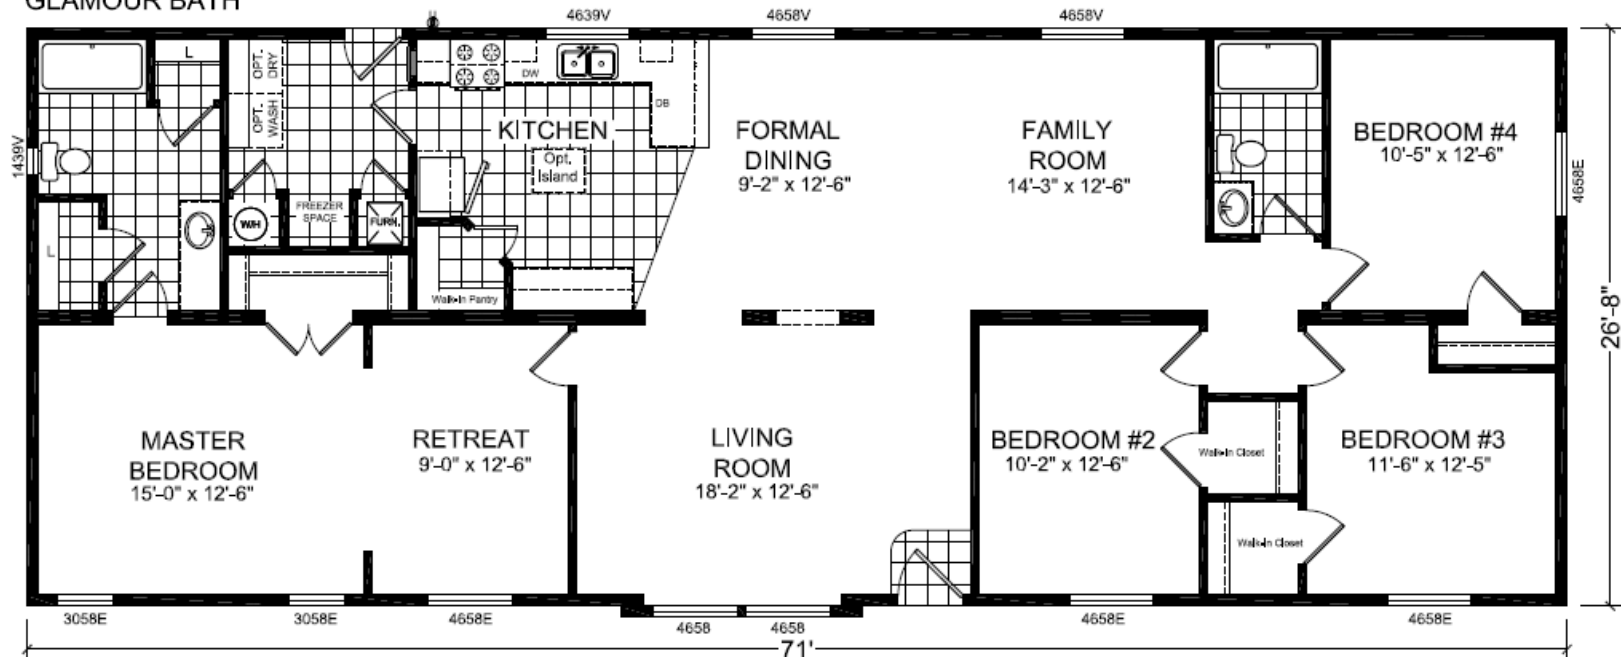 GLAMOUR BATH
4639V
4658V
4658V
L
OPT.
DRY
OPT.
WASH
DW
DB
KITCHEN
Opt.
Island
FORMAL
DINING
9'-2" x 12'-6"
FAMILY
ROOM
14'-3" x 12'-6"
BEDROOM #4
10'-5" x 12'-6"
1439V
4658E
L
W/H
FREEZER
SPACE
FURN.
Walk-In Pantry
26'-8"
MASTER
BEDROOM
15'-0" x 12'-6"
RETREAT
9'-0" x 12'-6"
LIVING
ROOM
18'-2" x 12'-6"
BEDROOM #2
10'-2" x 12'-6"
Walk-In Closet
BEDROOM #3
11'-6" x 12'-5"
Walk-In Closet
3058E
3058E
4658E
4658
4658
4658E
4658E
71'